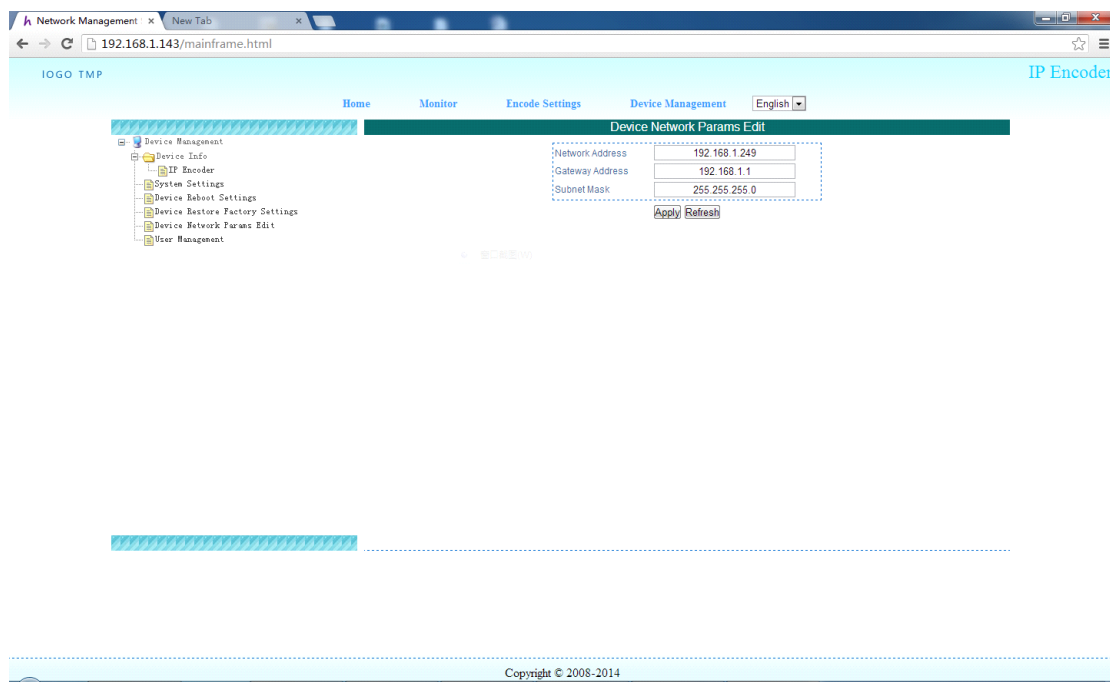 Network Management
New Tab
192.168.1.143/mainframe.html
lOGO TMP
IP Encoder
Home
Monitor
Encode Settings
Device Management
English
Device Management
Device Info
IP Encoder
System Settings
Device Reboot Settings
Device Restore Factory Settings
Device Network Params Edit
User Management
Device Network Params Edit
Network Address 192.168.1.249
Gateway Address 192.168.1.1
Subnet Mask 255.255.255.0
Apply Refresh
Copyright © 2008-2014